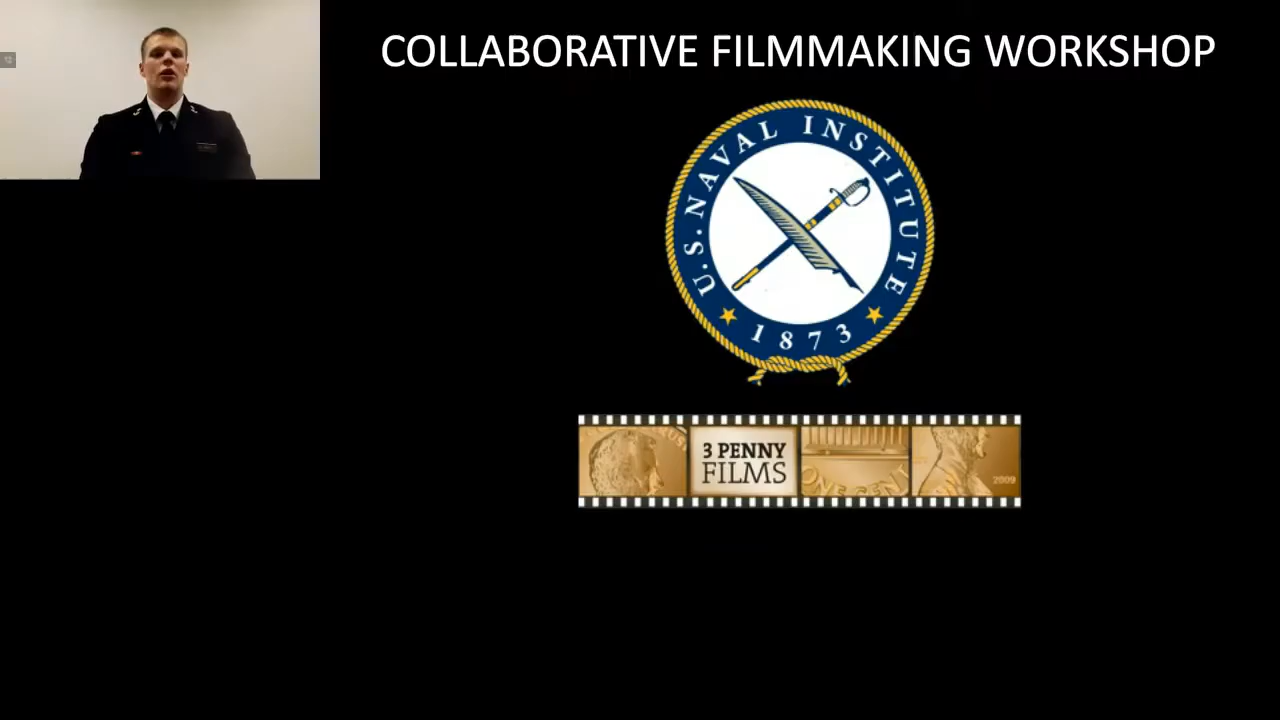 COLLABORATIVE FILMMAKING WORKSHOP
U.S. NAVAL INSTITUTE
1873
3 PENNY
FILMS
ONE CENT
2009